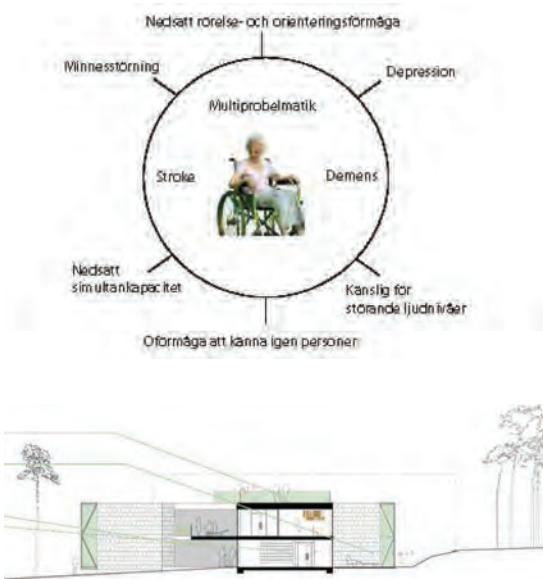 Nedsatt rörelse- och orienteringsförmåga
Minnesstörning
Depression
Multiprobelmatik
Stroke
Demens
Nedsatt
simultankapacitet
Känslig för
störande ljudnivåer
Oförmåga att känna igen personer